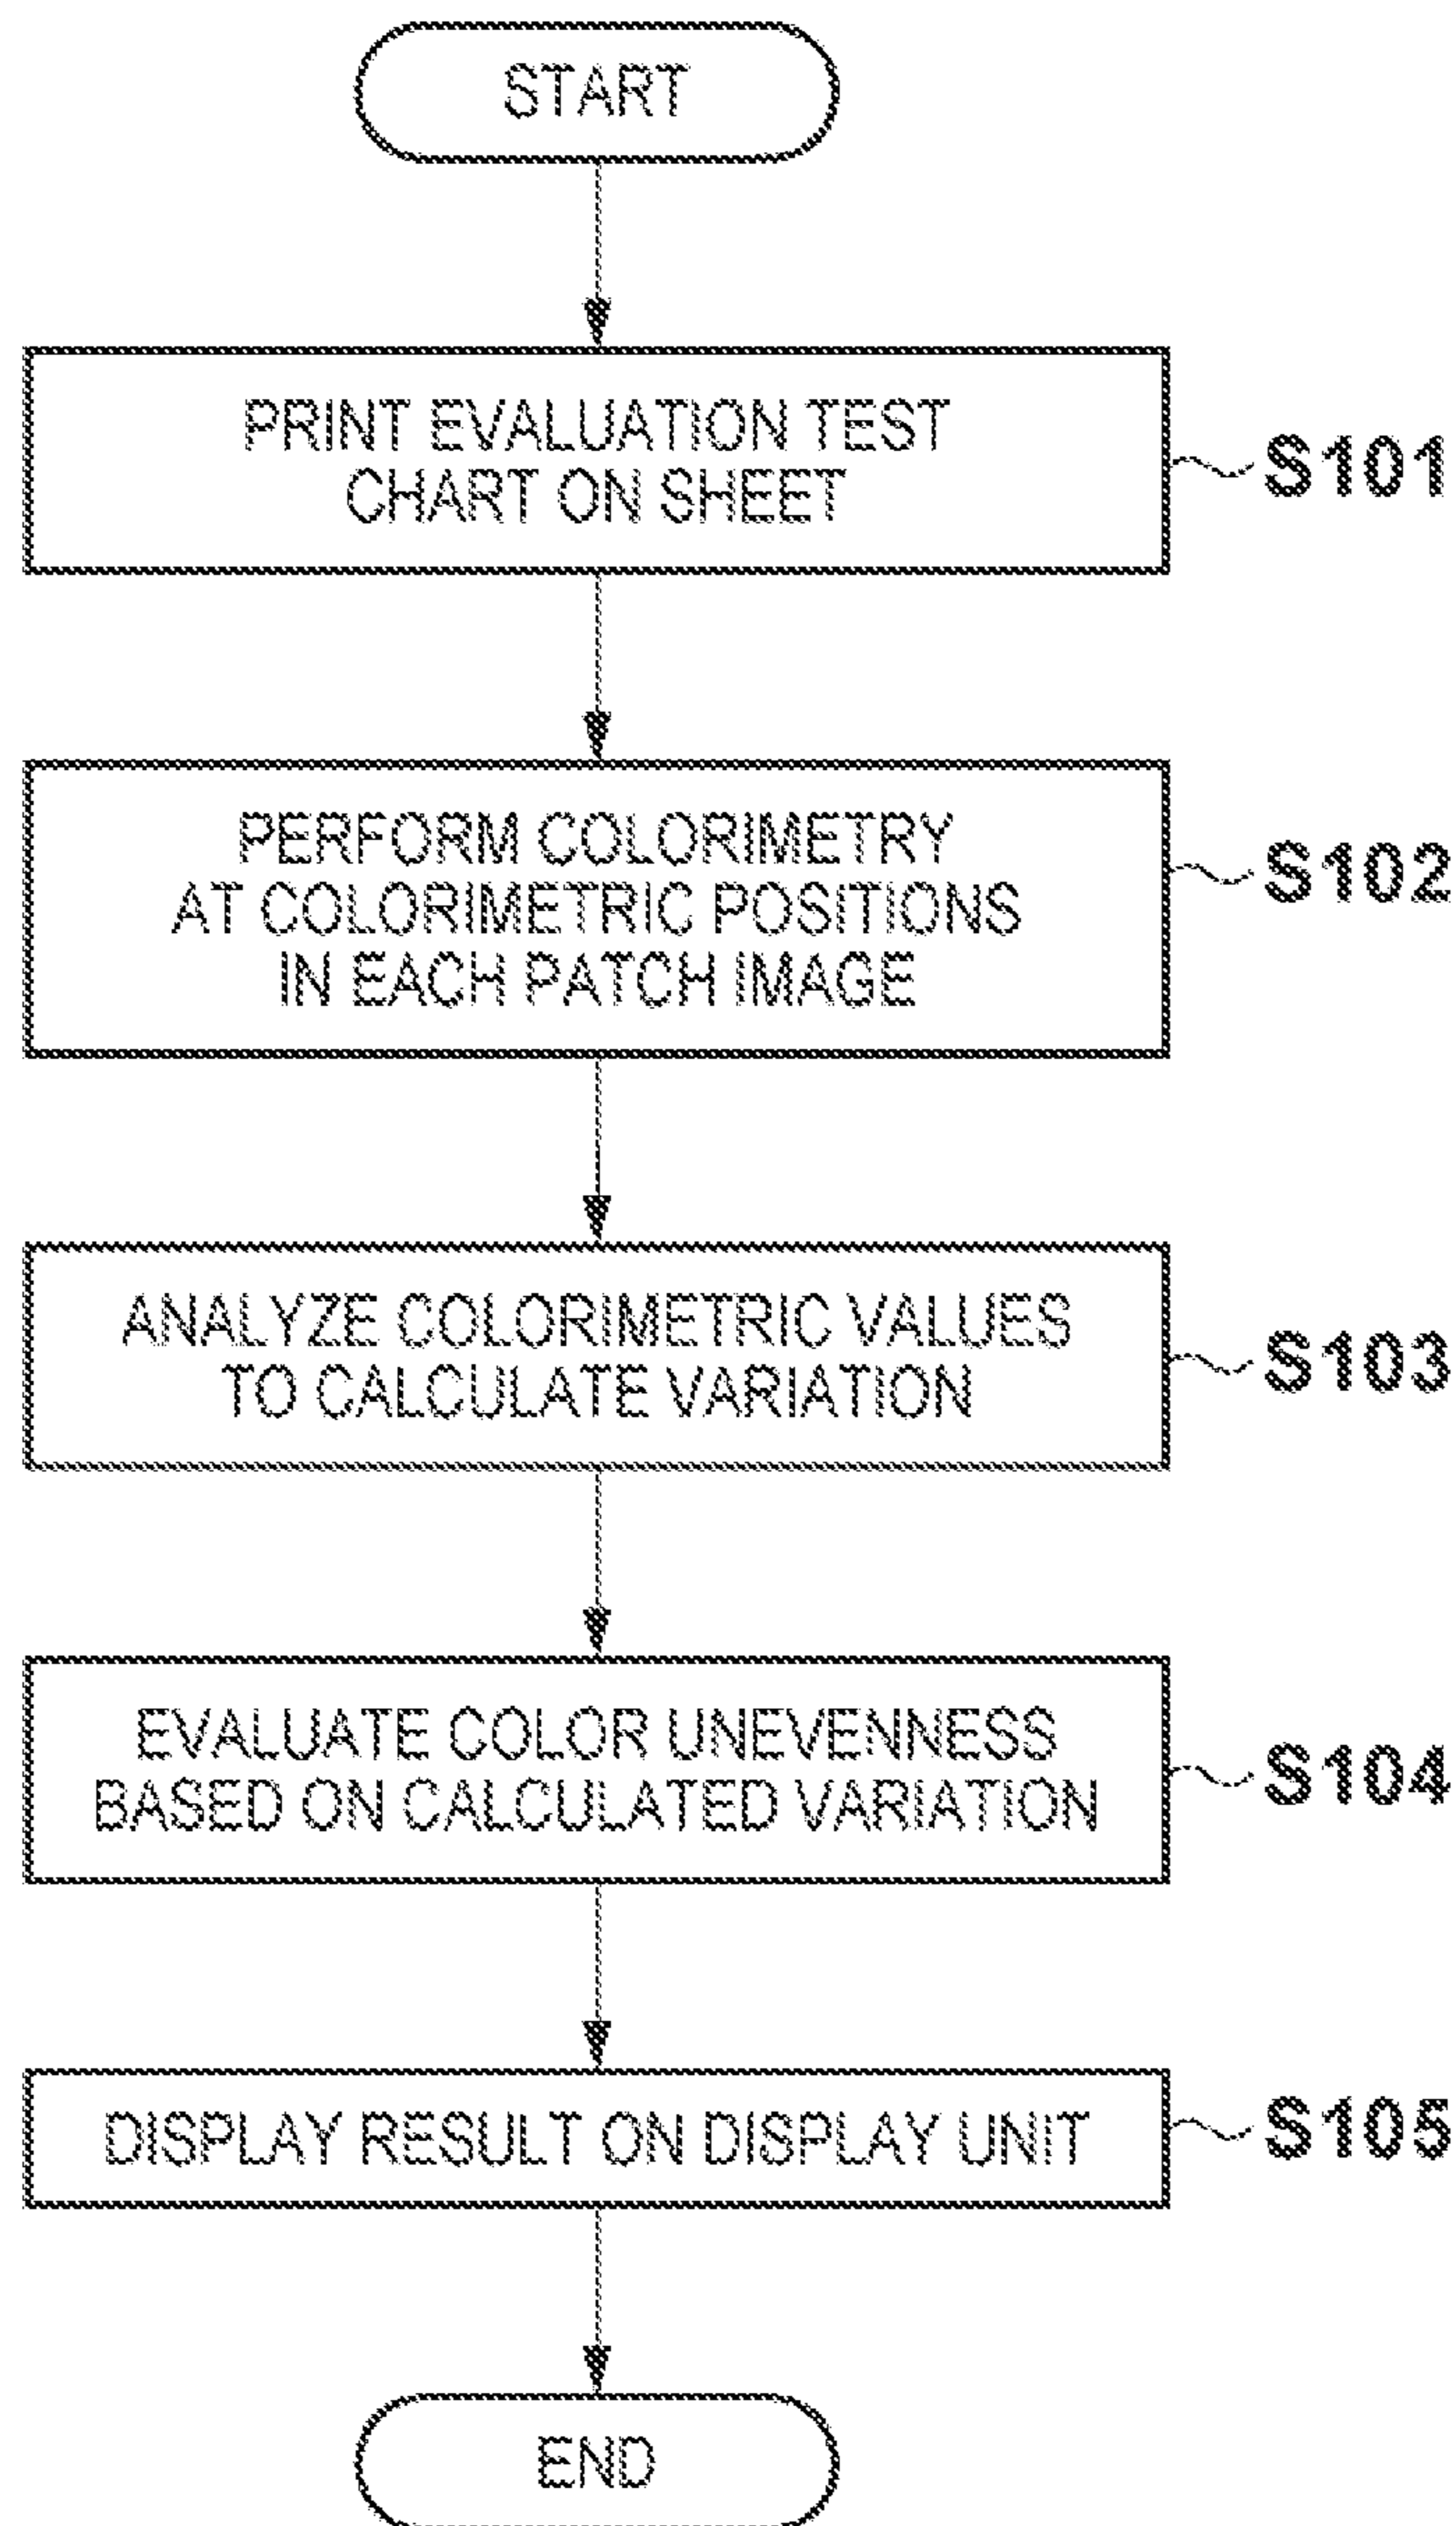 START
PRINT EVALUATION TEST
CHART ON SHEET
S101
PERFORM COLORIMETRY
AT COLORIMETRIC POSITIONS
IN EACH PATCH IMAGE
S102
ANALYZE COLORIMETRIC VALUES
TO CALCULATE VARIATION
S103
EVALUATE COLOR UNEVENNESS
BASED ON CALCULATED VARIATION
S104
DISPLAY RESULT ON DISPLAY UNIT
S105
END